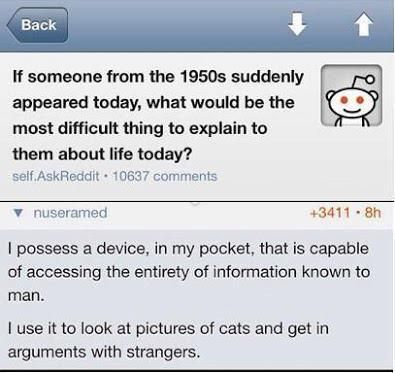 Back
If someone from the 1950s suddenly
appeared today, what would be the
most difficult thing to explain to
them about life today?
self.AskReddit • 10637 comments
nuseramed +3411 • 8h
I possess a device, in my pocket, that is capable
of accessing the entirety of information known to
man.
I use it to look at pictures of cats and get in
arguments with strangers.